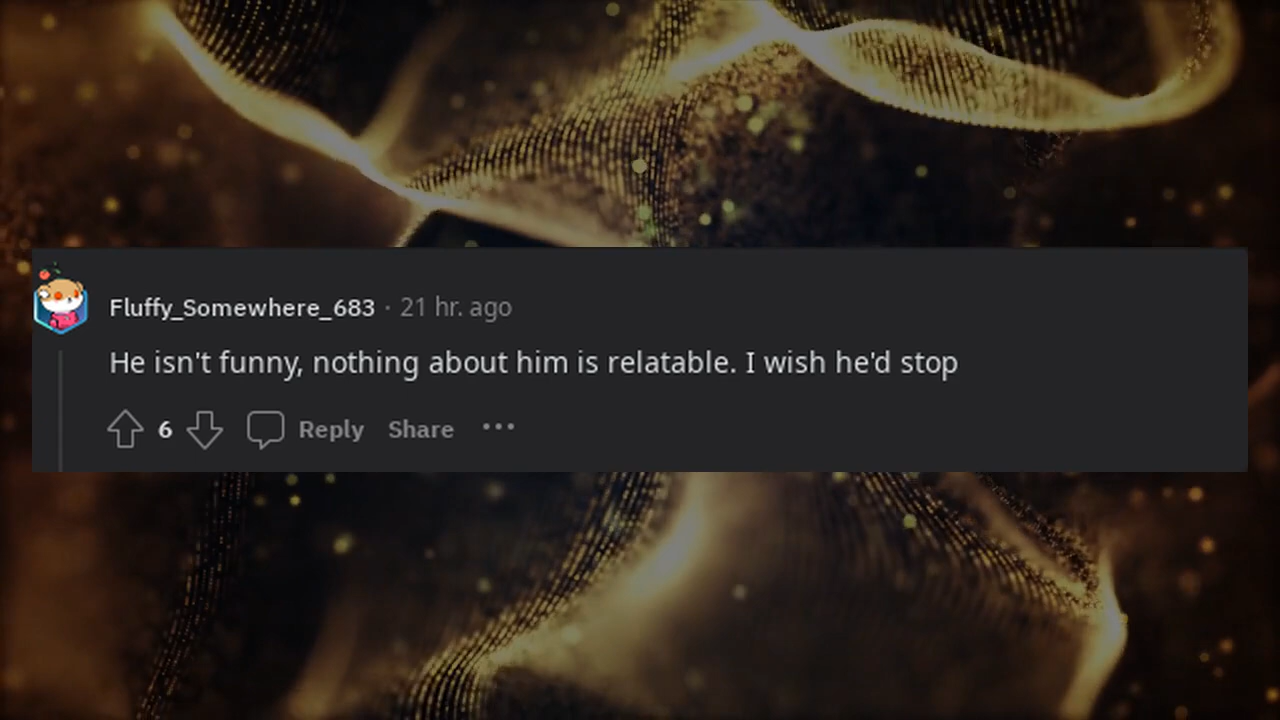 Fluffy_Somewhere_683 · 21 hr. ago
He isn't funny, nothing about him is relatable. I wish he'd stop
6 Reply Share ···